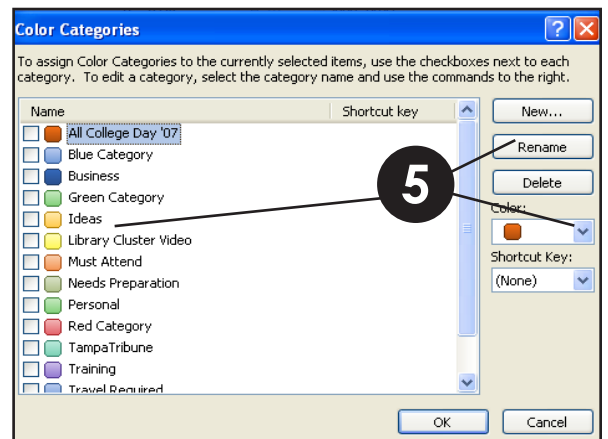 Color Categories
To assign Color Categories to the currently selected items, use the checkboxes next to each
category. To edit a category, select the category name and use the commands to the right.
Name Shortcut key
All College Day '07
Blue Category
Business
Green Category
Ideas
Library Cluster Video
Must Attend
Needs Preparation
Personal
Red Category
TampaTribune
Training
Travel Required
New...
Rename
Delete
Color:
Shortcut Key:
(None)
5
OK Cancel